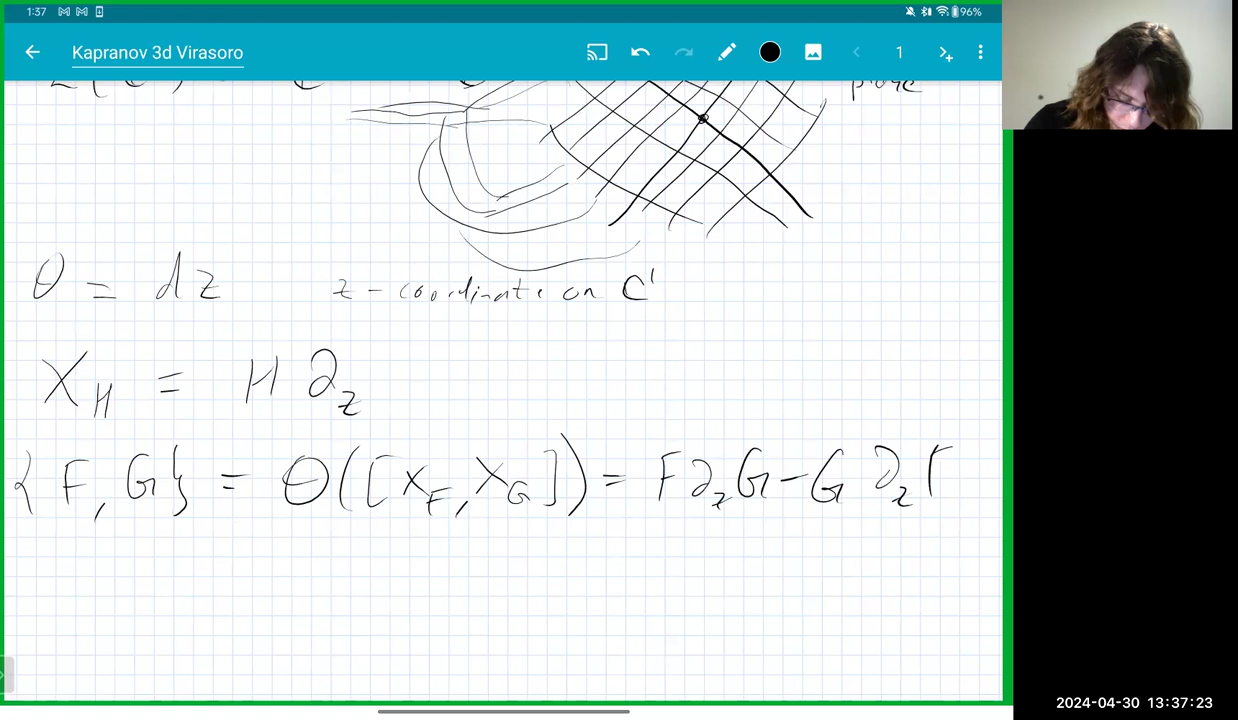 1:37
96%
Kapranov 3d Virasoro
1
θ = dz z - coordinate on C¹
X_H = H ∂_z
{F, G} = θ([X_F, X_G]) = F∂_zG - G∂_z
2024-04-30 13:37:23